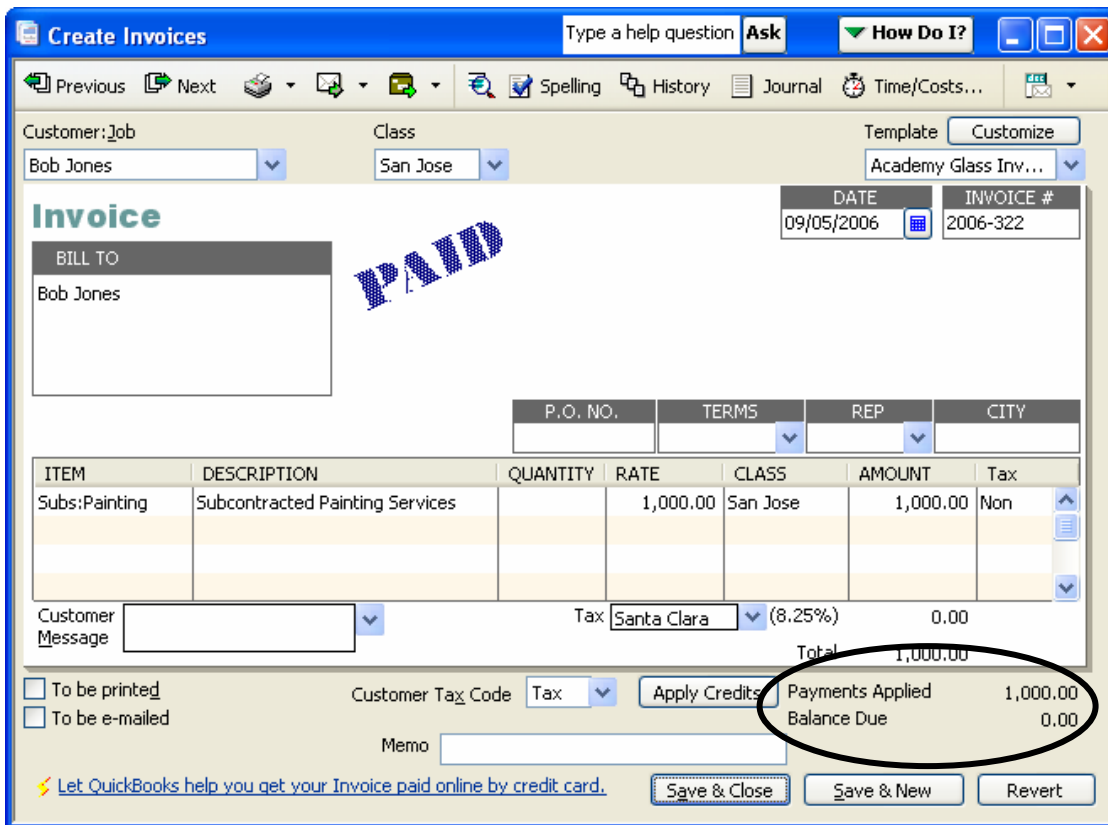 Create Invoices
Type a help question Ask
How Do I?
Previous Next Spelling History Journal Time/Costs...
Customer:Job Class Template Customize
Bob Jones San Jose Academy Glass Inv...
Invoice PAID
DATE INVOICE #
09/05/2006 2006-322
BILL TO
Bob Jones
P.O. NO. TERMS REP CITY
ITEM DESCRIPTION QUANTITY RATE CLASS AMOUNT Tax
Subs:Painting Subcontracted Painting Services 1,000.00 San Jose 1,000.00 Non
Customer Message
Tax Santa Clara (8.25%) 0.00
Total 1,000.00
To be printed
To be e-mailed
Customer Tax Code Tax Apply Credits
Payments Applied 1,000.00
Balance Due 0.00
Memo
Let QuickBooks help you get your Invoice paid online by credit card.
Save & Close Save & New Revert